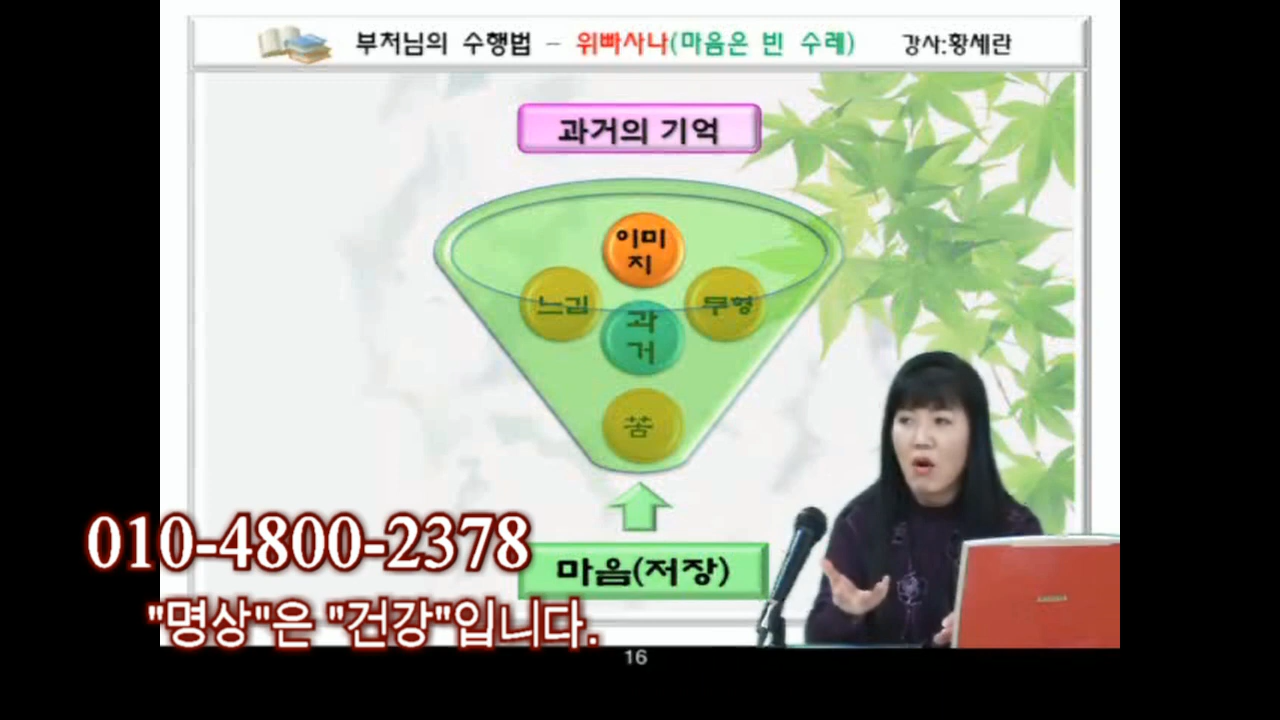 부처님의 수행법 - 위빠사나(마음은 빈 수레) 강사:황세란
과거의 기억
이미
지
느낌
무형
과
거
봄
마음(저장)
010-4800-2378
"명상"은 "건강"입니다.
16